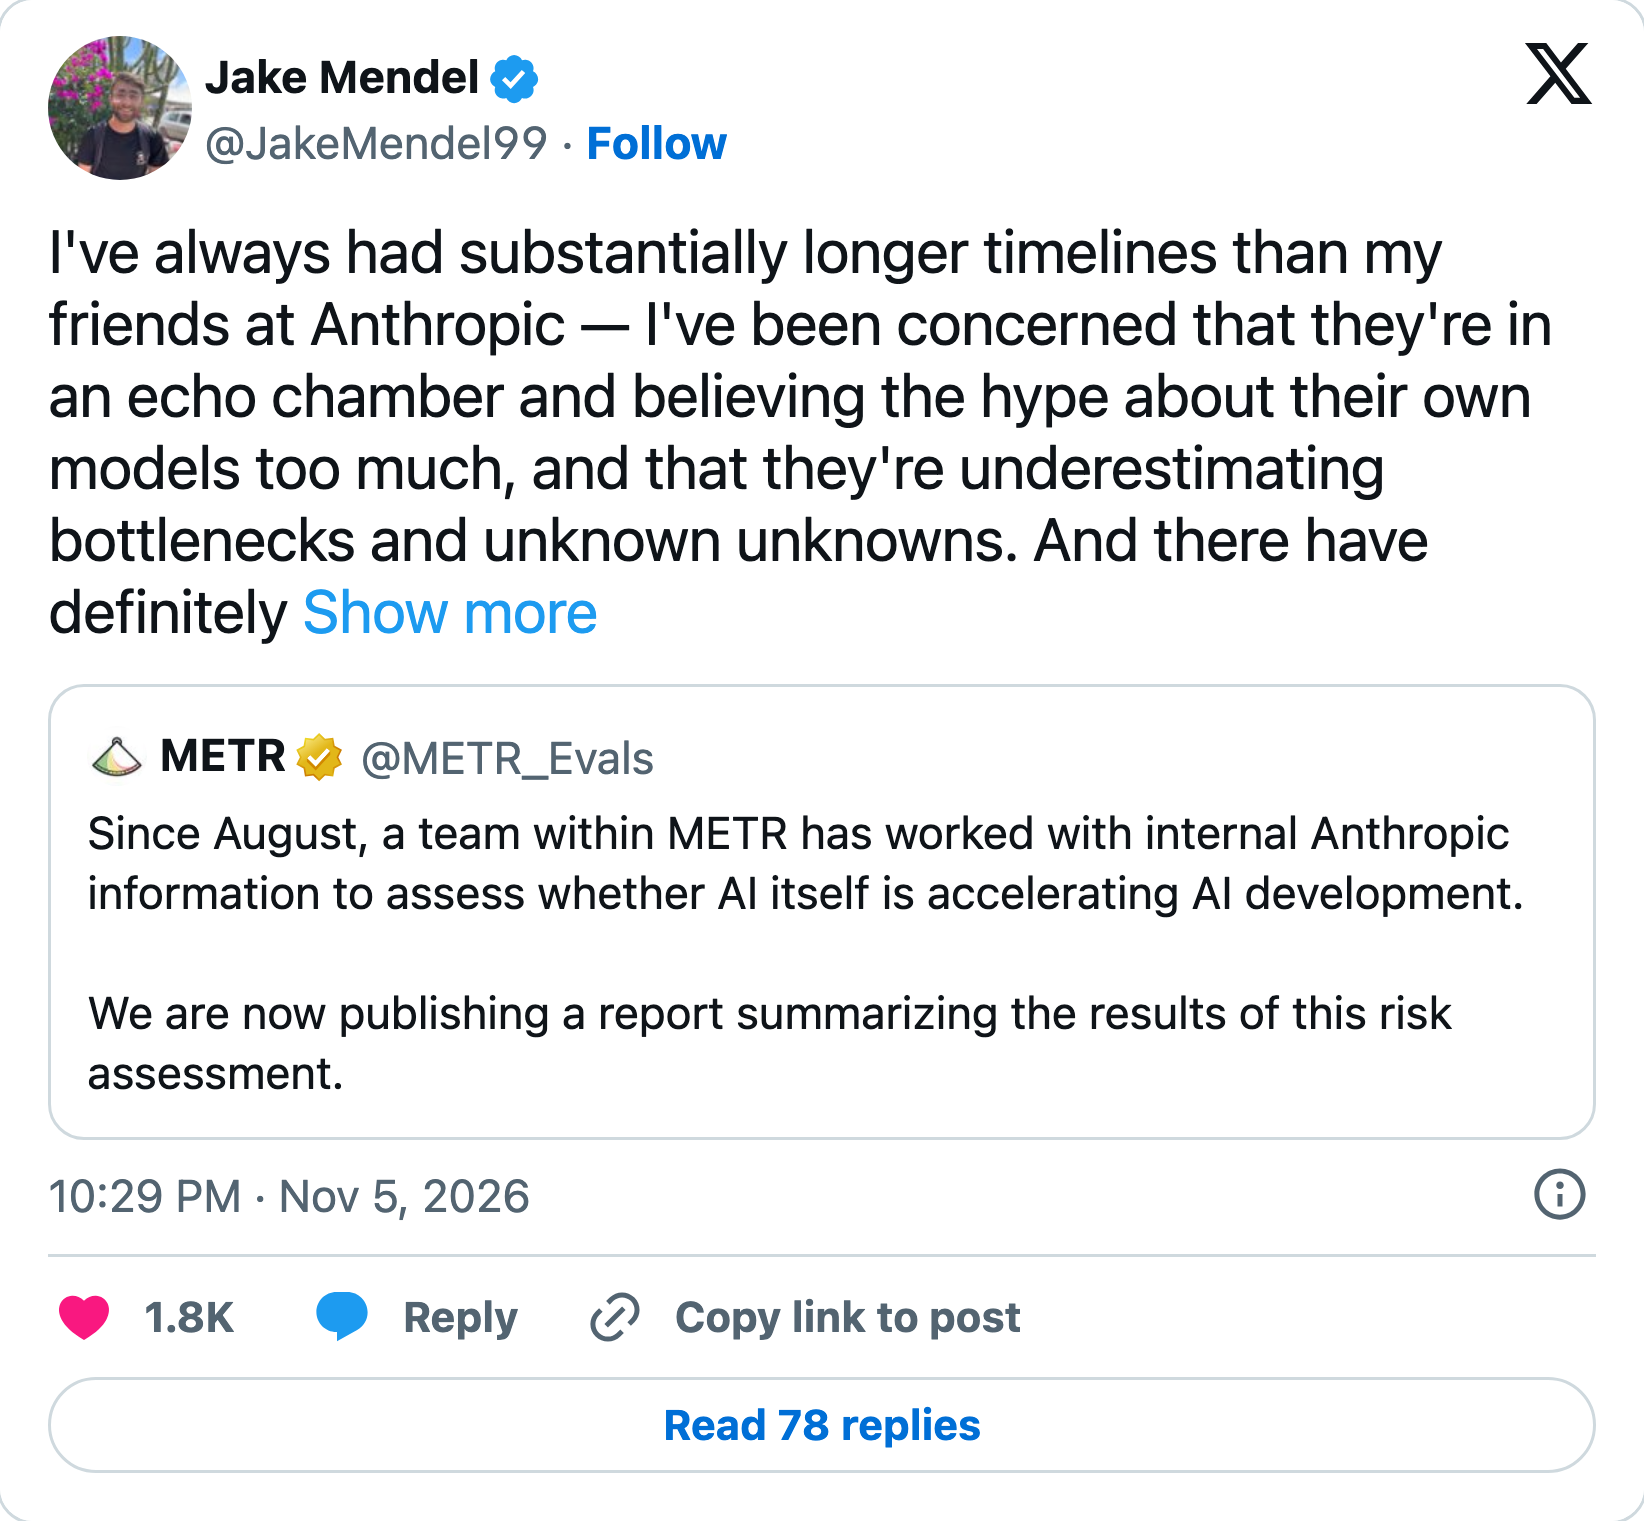 Jake Mendel
@JakeMendel99 · Follow
I've always had substantially longer timelines than my
friends at Anthropic — I've been concerned that they're in
an echo chamber and believing the hype about their own
models too much, and that they're underestimating
bottlenecks and unknown unknowns. And there have
definitely Show more
METR @METR_Evals
Since August, a team within METR has worked with internal Anthropic
information to assess whether AI itself is accelerating AI development.
We are now publishing a report summarizing the results of this risk
assessment.
10:29 PM · Nov 5, 2026
1.8K Reply Copy link to post
Read 78 replies